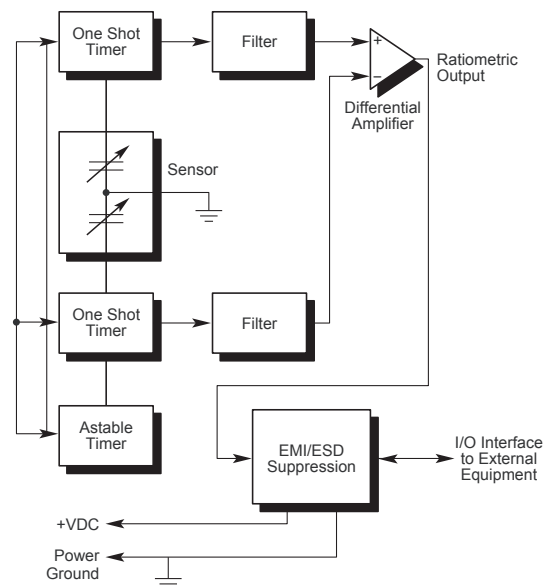 One Shot
Timer
Filter
+
−
Ratiometric
Output
Differential
Amplifier
Sensor
One Shot
Timer
Filter
Astable
Timer
EMI/ESD
Suppression
I/O Interface
to External
Equipment
+VDC
Power
Ground